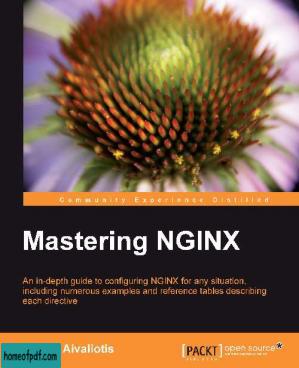 Community Experience Distilled
Mastering NGINX
An in-depth guide to configuring NGINX for any situation,
including numerous examples and reference tables describing
each directive
homeofpdf.com
Aivaliotis
[PACKT] open source*
PUBLISHING